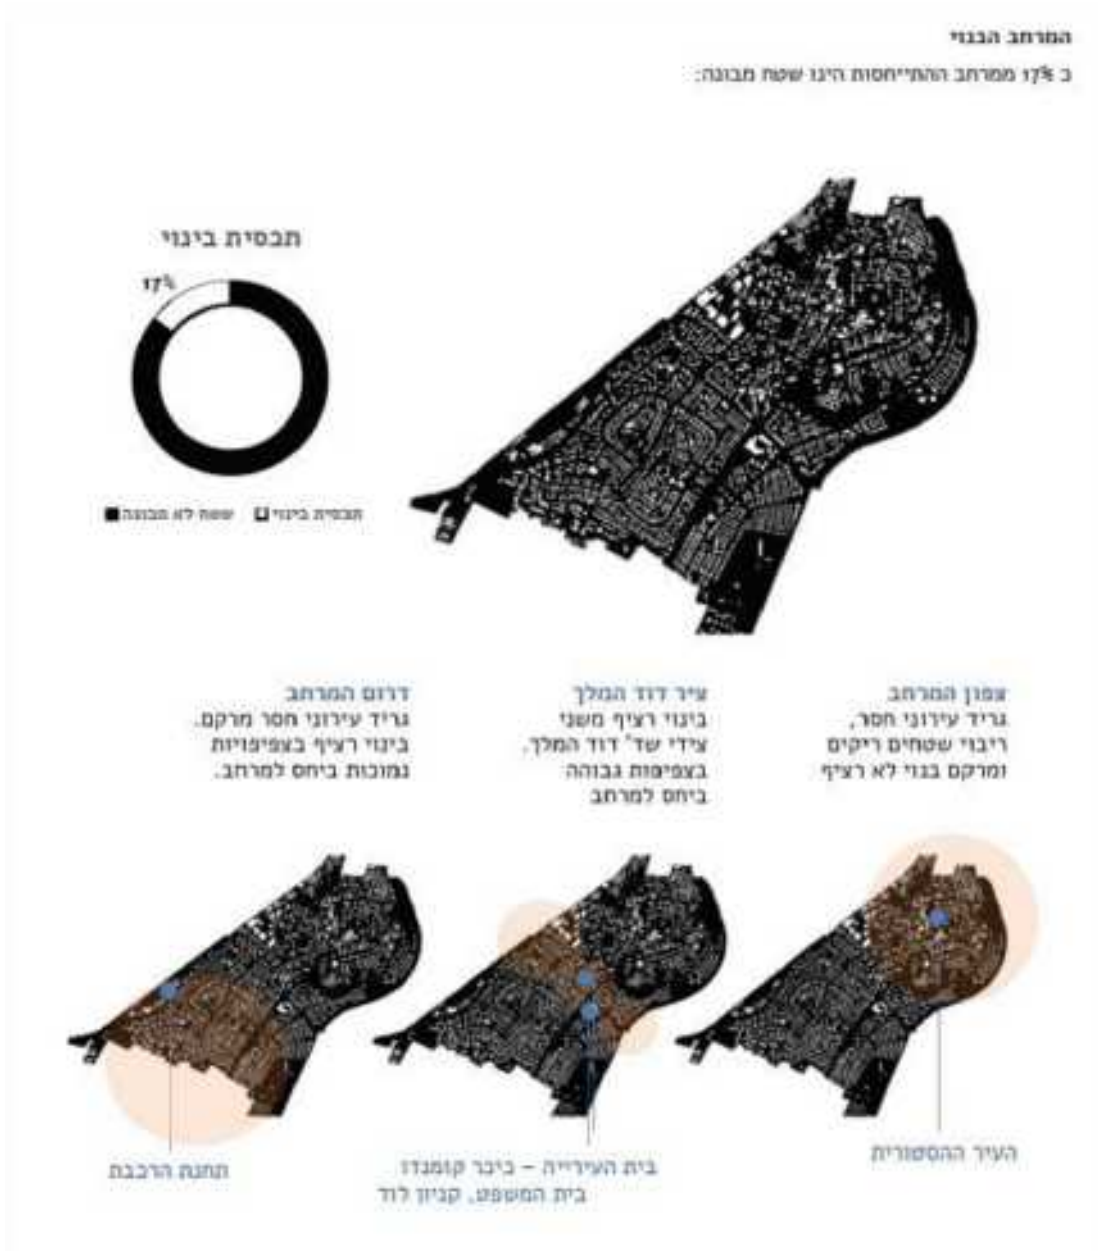 המרחב הבנוי
כ 17% ממרחב ההתייחסות הינו שטח מבונה:
תכסית בינוי
17%
תכסית בינוי
שטח לא מבונה
צפון המרחב
גריד עירוני חסר,
ריבוי שטחים ריקים
ומרקם בנוי לא רציף
ציר דוד המלך
בינוי רציף משני
צידי שד' דוד המלך.
בצפיפות גבוהה
ביחס למרחב
דרום המרחב
גריד עירוני חסר מרקם.
בינוי רציף בצפיפויות
נמוכות ביחס למרחב.
העיר ההסטורית
בית העירייה – כיכר קומנדו
בית המשפט, קניון לוד
תחנת הרכבת